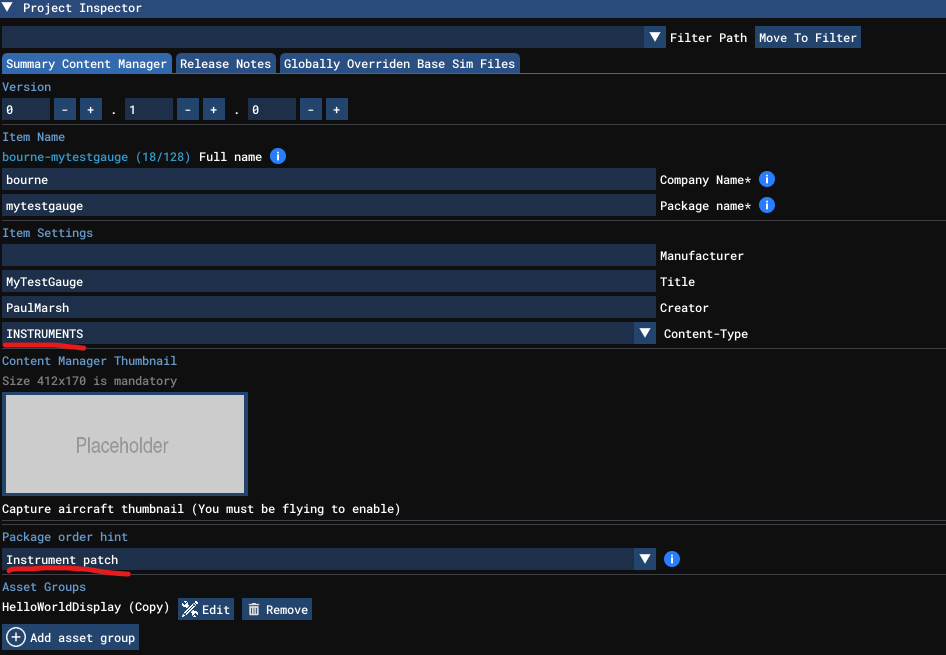 Project Inspector
Filter Path Move To Filter
Summary Content Manager Release Notes Globally Overriden Base Sim Files
Version
0 - + . 1 - + . 0 - +
Item Name
bourne-mytestgauge (18/128) Full name i
bourne Company Name* i
mytestgauge Package name* i
Item Settings
Manufacturer
MyTestGauge Title
PaulMarsh Creator
INSTRUMENTS Content-Type
Content Manager Thumbnail
Size 412x170 is mandatory
Placeholder
Capture aircraft thumbnail (You must be flying to enable)
Package order hint
Instrument patch i
Asset Groups
HelloWorldDisplay (Copy) Edit Remove
+ Add asset group